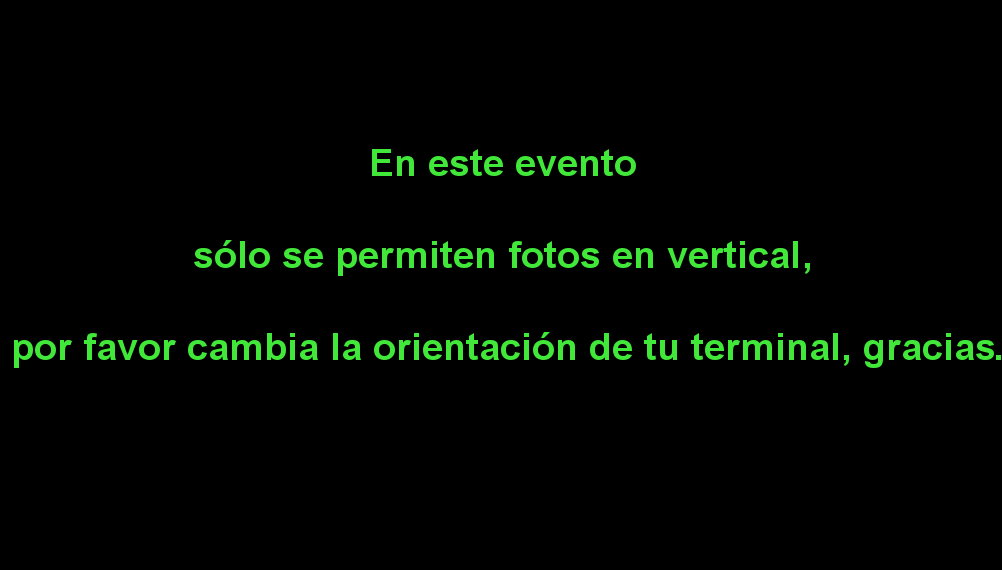 En este evento
sólo se permiten fotos en vertical,
por favor cambia la orientación de tu terminal, gracias.